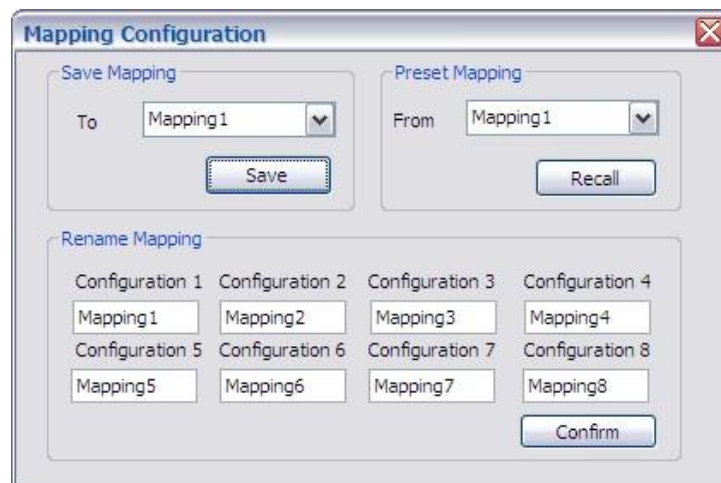 Mapping Configuration
Save Mapping
To
Mapping1
Save
Preset Mapping
From
Mapping1
Recall
Rename Mapping
Configuration 1 Configuration 2 Configuration 3 Configuration 4
Mapping1 Mapping2 Mapping3 Mapping4
Configuration 5 Configuration 6 Configuration 7 Configuration 8
Mapping5 Mapping6 Mapping7 Mapping8
Confirm